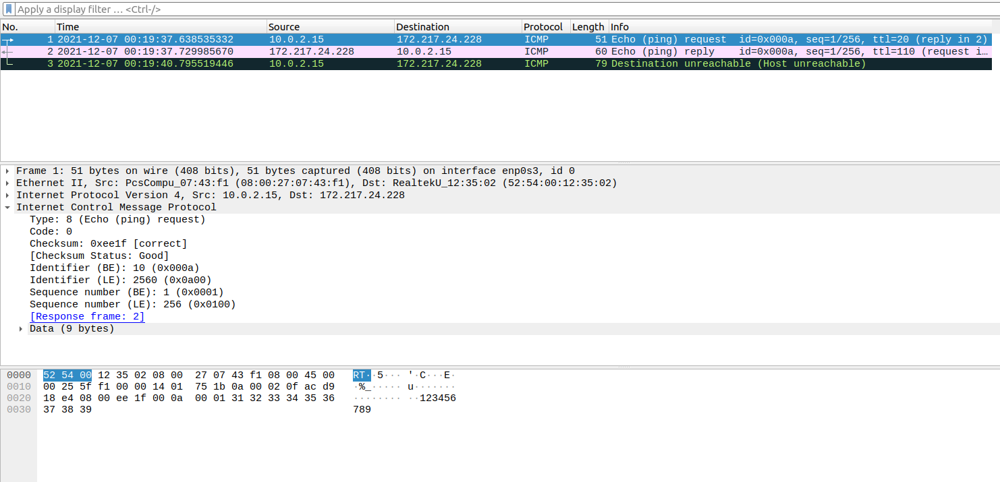 Apply a display filter … <Ctrl-/>
No. Time Source Destination Protocol Length Info
1 2021-12-07 00:19:37.638535332 10.0.2.15 172.217.24.228 ICMP 51 Echo (ping) request id=0x000a, seq=1/256, ttl=20 (reply in 2)
2 2021-12-07 00:19:37.729985670 172.217.24.228 10.0.2.15 ICMP 60 Echo (ping) reply id=0x000a, seq=1/256, ttl=110 (request i…
3 2021-12-07 00:19:40.795519446 10.0.2.15 172.217.24.228 ICMP 79 Destination unreachable (Host unreachable)
Frame 1: 51 bytes on wire (408 bits), 51 bytes captured (408 bits) on interface enp0s3, id 0
Ethernet II, Src: PcsCompu_07:43:f1 (08:00:27:07:43:f1), Dst: RealtekU_12:35:02 (52:54:00:12:35:02)
Internet Protocol Version 4, Src: 10.0.2.15, Dst: 172.217.24.228
Internet Control Message Protocol
Type: 8 (Echo (ping) request)
Code: 0
Checksum: 0xee1f [correct]
[Checksum Status: Good]
Identifier (BE): 10 (0x000a)
Identifier (LE): 2560 (0x0a00)
Sequence number (BE): 1 (0x0001)
Sequence number (LE): 256 (0x0100)
[Response frame: 2]
Data (9 bytes)
0000 52 54 00 12 35 02 08 00 27 07 43 f1 08 00 45 00 RT··5··· '·C···E·
0010 00 25 5f f1 00 00 14 01 75 1b 0a 00 02 0f ac d9 ·%_····· u·······
0020 18 e4 08 00 ee 1f 00 0a 00 01 31 32 33 34 35 36 ········ ··123456
0030 37 38 39 789